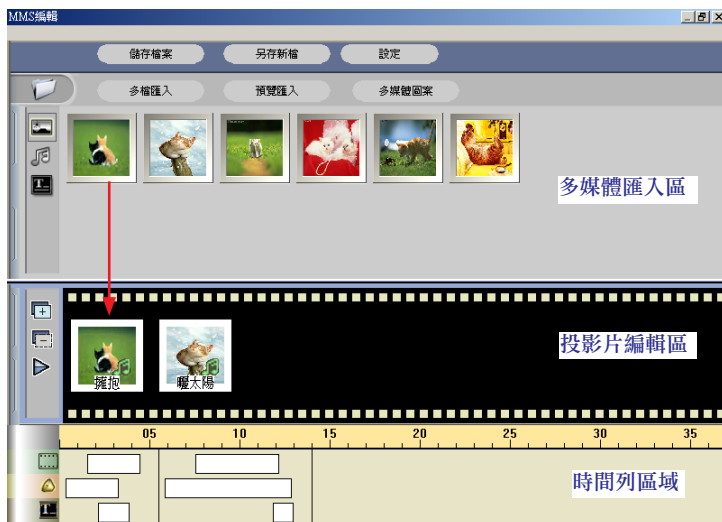 MMS編輯
儲存檔案 另存新檔 設定
多檔匯入 預覽匯入 多媒體圖案
多媒體匯入區
投影片編輯區
擁抱 曬太陽
05 10 15 20 25 30 35
時間列區域